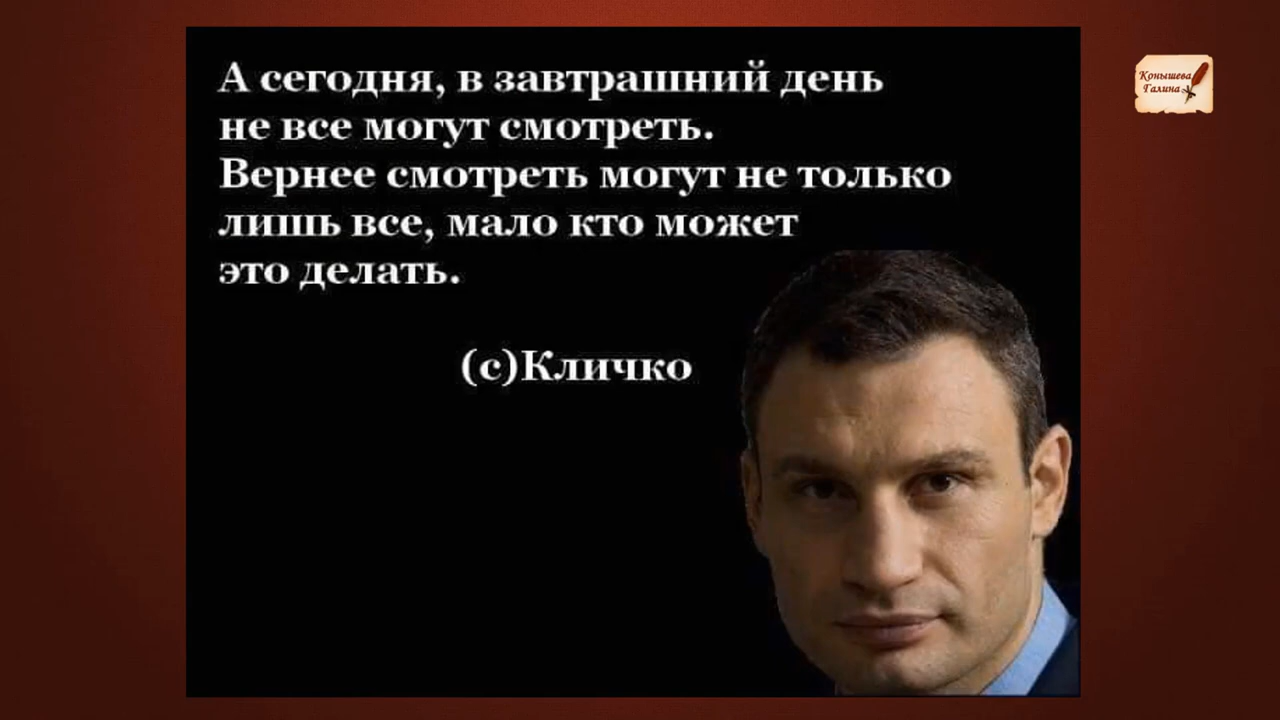 А сегодня, в завтрашний день
не все могут смотреть.
Вернее смотреть могут не только
лишь все, мало кто может
это делать.
(с)Кличко
Конышева
Галина